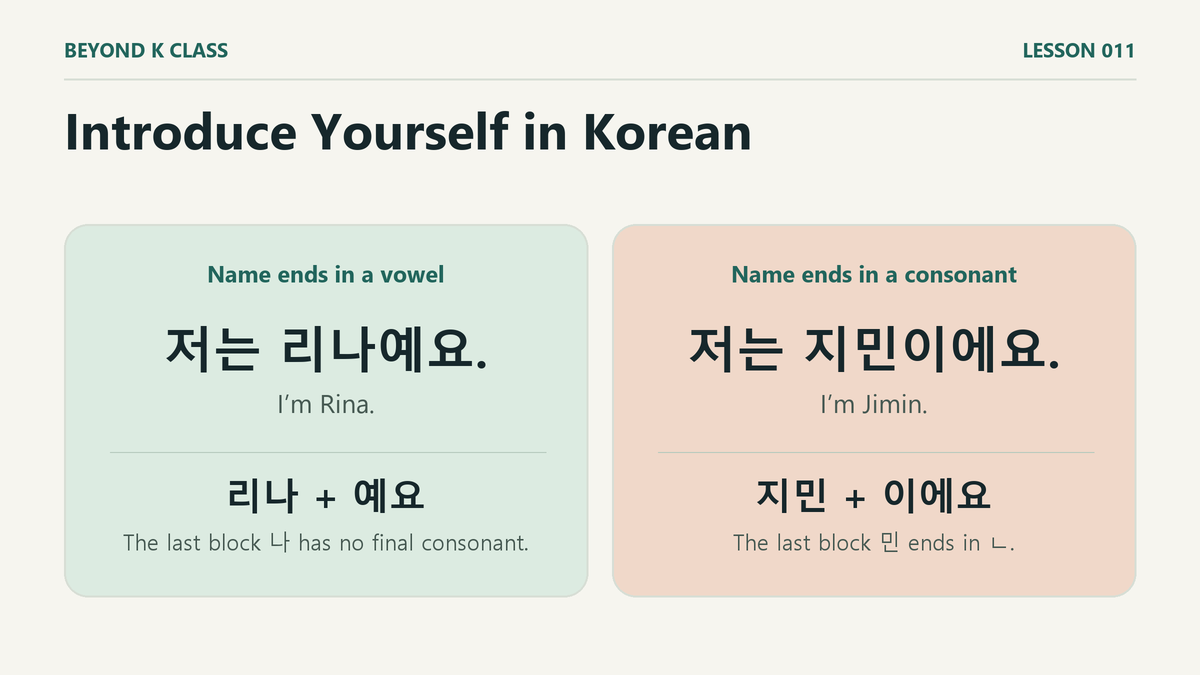 BEYOND K CLASS
LESSON 011
Introduce Yourself in Korean
Name ends in a vowel
저는 리나예요.
I’m Rina.
리나 + 예요
The last block 나 has no final consonant.
Name ends in a consonant
저는 지민이에요.
I’m Jimin.
지민 + 이에요
The last block 민 ends in ㄴ.